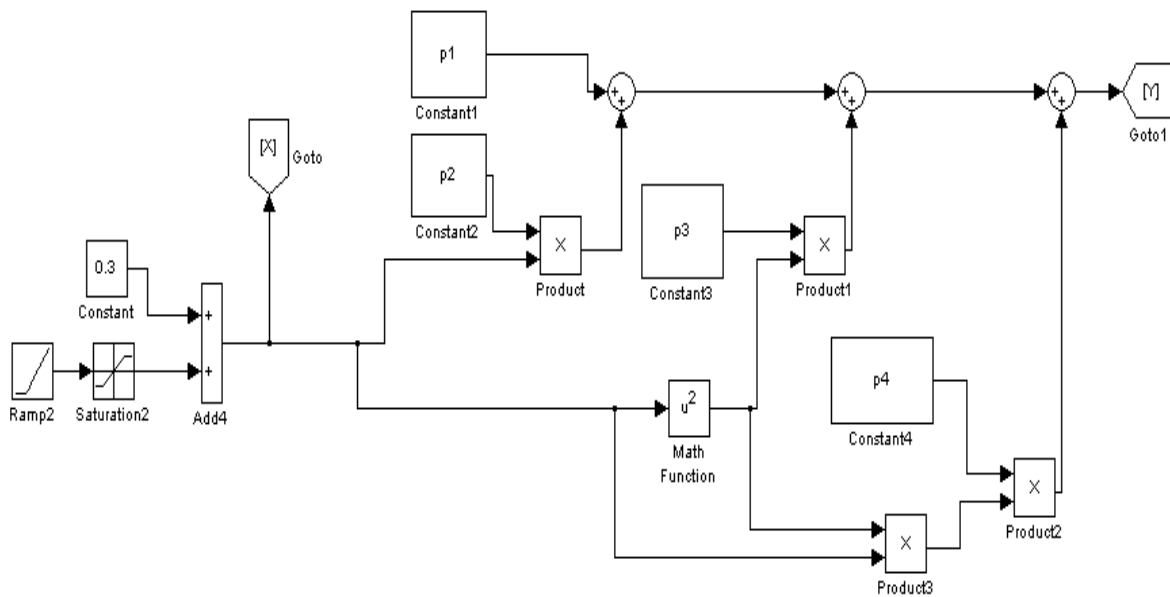 p1
Constant1
[Y]
Goto1
[X]
Goto
p2
Constant2
X
Product
p3
Constant3
X
Product1
0.3
Constant
+
+
Add4
Ramp2
Saturation2
+
+
+
+
+
+
u²
Math
Function
p4
Constant4
X
Product2
X
Product3